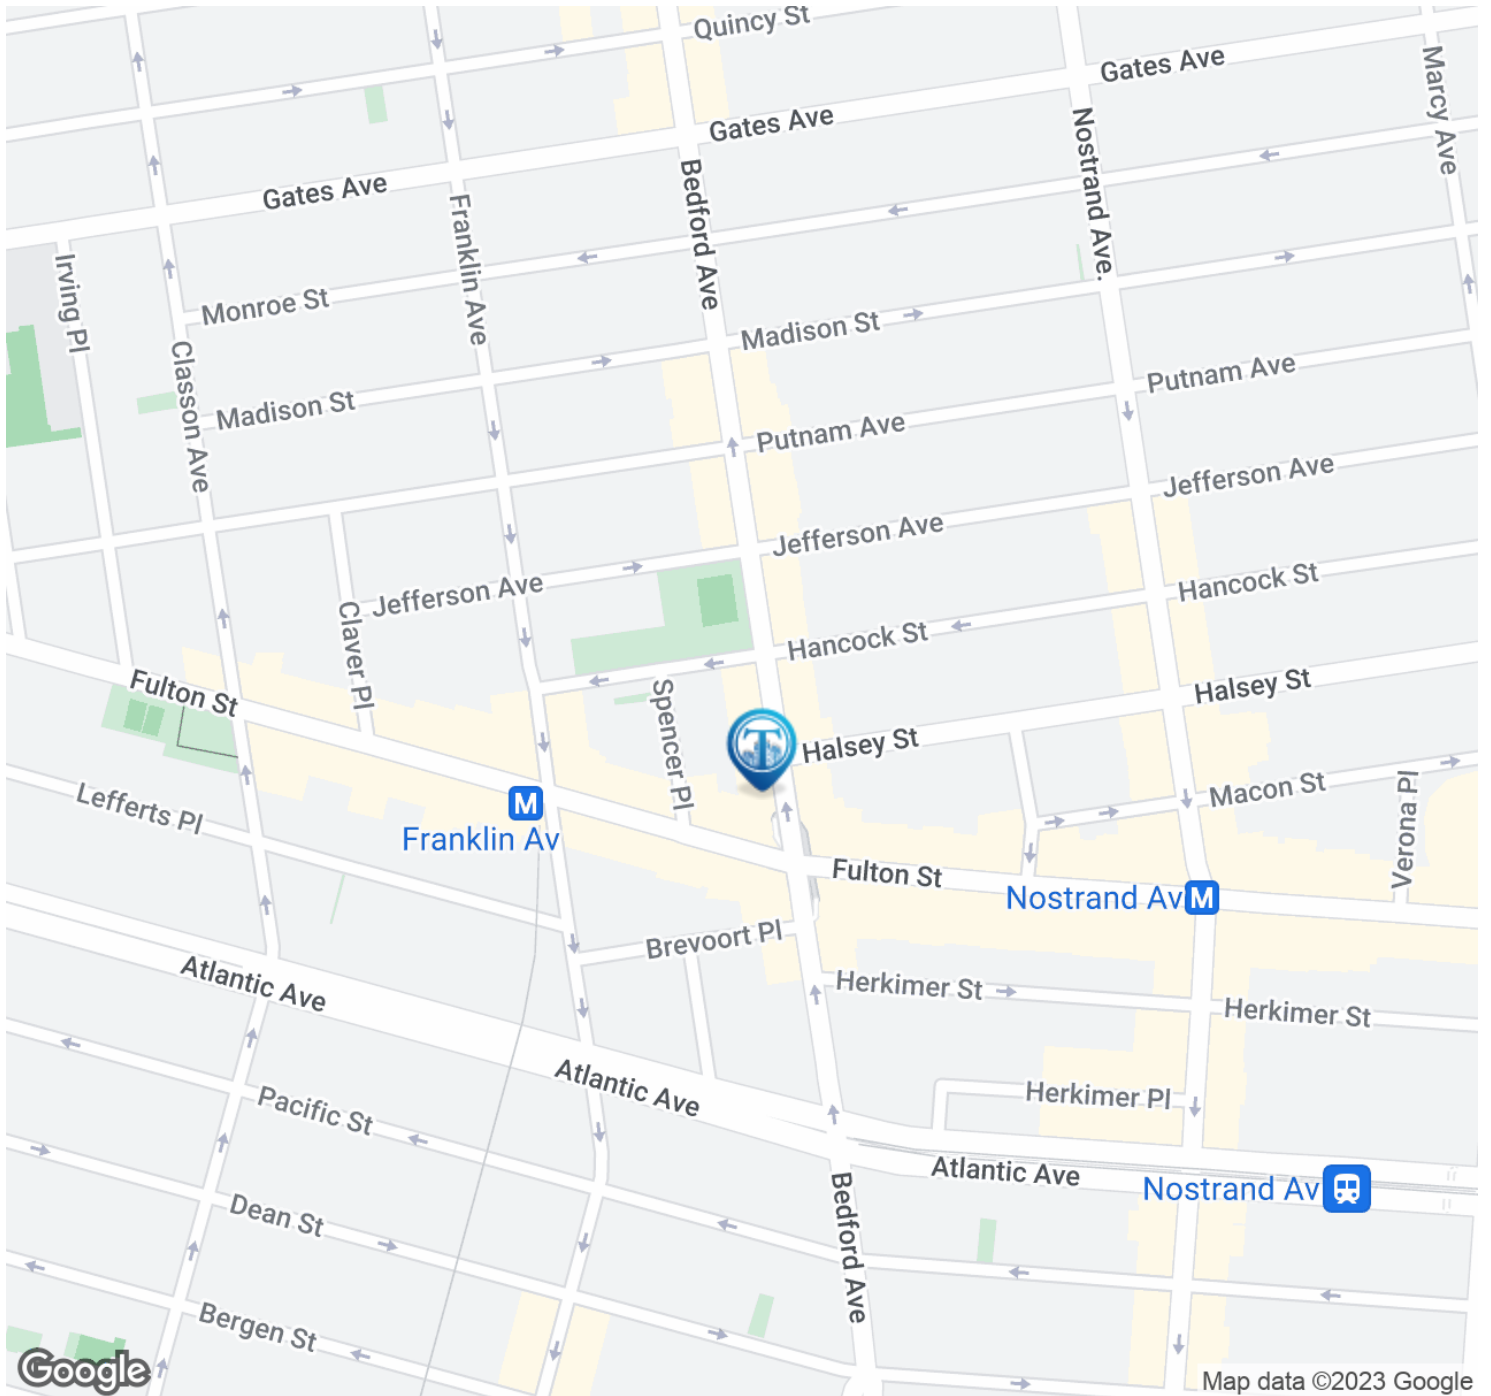 Quincy St
Gates Ave
Marcy Ave
Gates Ave
Nostrand Ave.
Gates Ave
Bedford Ave
Franklin Ave
Irving Pl
Monroe St
Madison St
Classon Ave
Putnam Ave
Madison St
Putnam Ave
Jefferson Ave
Jefferson Ave
Hancock St
Jefferson Ave
Claver Pl
Hancock St
Fulton St
Spencer Pl
Halsey St
T
Halsey St
Lefferts Pl
M
Franklin Av
Macon St
Verona Pl
Fulton St
Nostrand Av
M
Brevoort Pl
Atlantic Ave
Herkimer St
Herkimer St
Atlantic Ave
Herkimer Pl
Pacific St
Atlantic Ave
Nostrand Av
Dean St
Bedford Ave
Bergen St
Google
Map data ©2023 Google